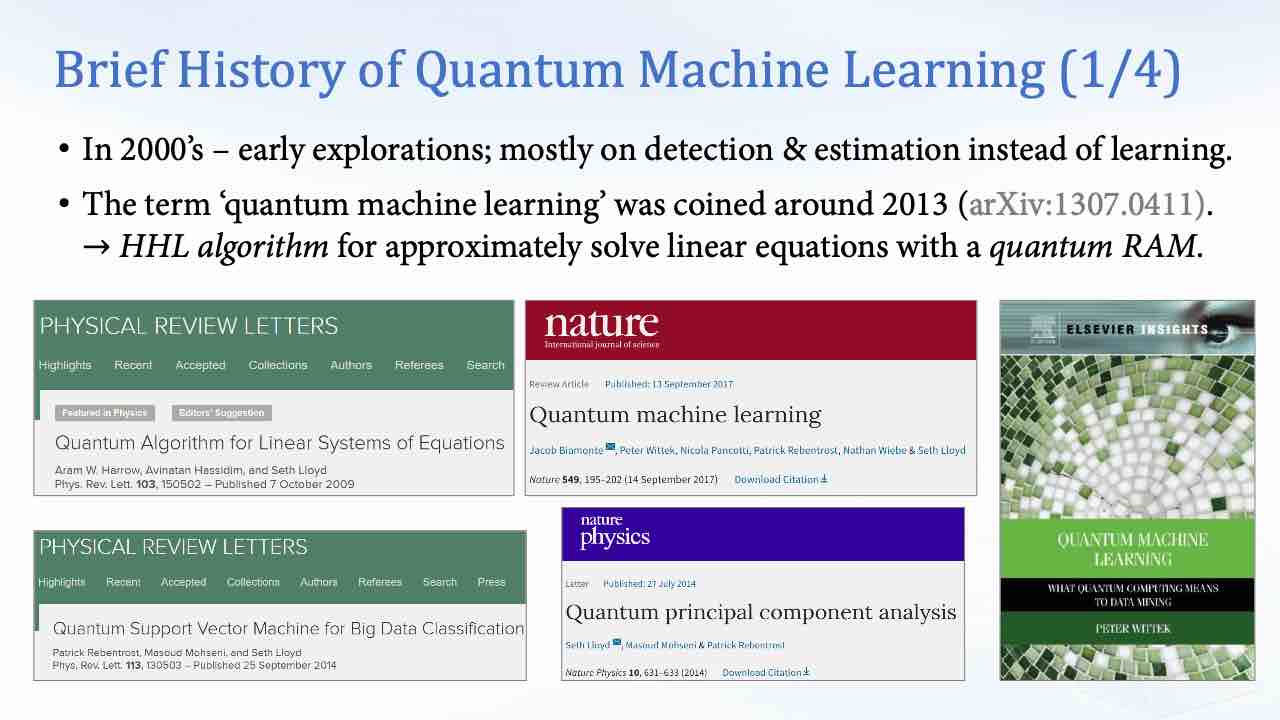 Brief History of Quantum Machine Learning (1/4)
• In 2000’s – early explorations; mostly on detection & estimation instead of learning.
• The term ‘quantum machine learning’ was coined around 2013 (arXiv:1307.0411).
→ HHL algorithm for approximately solve linear equations with a quantum RAM.
PHYSICAL REVIEW LETTERS
Highlights Recent Accepted Collections Authors Referees Search
Featured in Physics Editors' Suggestion
Quantum Algorithm for Linear Systems of Equations
Aram W. Harrow, Avinatan Hassidim, and Seth Lloyd
Phys. Rev. Lett. 103, 150502 – Published 7 October 2009
nature
International journal of science
Review Article Published: 13 September 2017
Quantum machine learning
Jacob Biamonte, Peter Wittek, Nicola Pancotti, Patrick Rebentrost, Nathan Wiebe & Seth Lloyd
Nature 549, 195–202 (14 September 2017) Download Citation
PHYSICAL REVIEW LETTERS
Highlights Recent Accepted Collections Authors Referees Search Press
Quantum Support Vector Machine for Big Data Classification
Patrick Rebentrost, Masoud Mohseni, and Seth Lloyd
Phys. Rev. Lett. 113, 130503 – Published 25 September 2014
nature
physics
Letter Published: 27 July 2014
Quantum principal component analysis
Seth Lloyd, Masoud Mohseni & Patrick Rebentrost
Nature Physics 10, 631–633 (2014) Download Citation
ELSEVIER INSIGHTS
QUANTUM MACHINE
LEARNING
WHAT QUANTUM COMPUTING MEANS
TO DATA MINING
PETER WITTEK